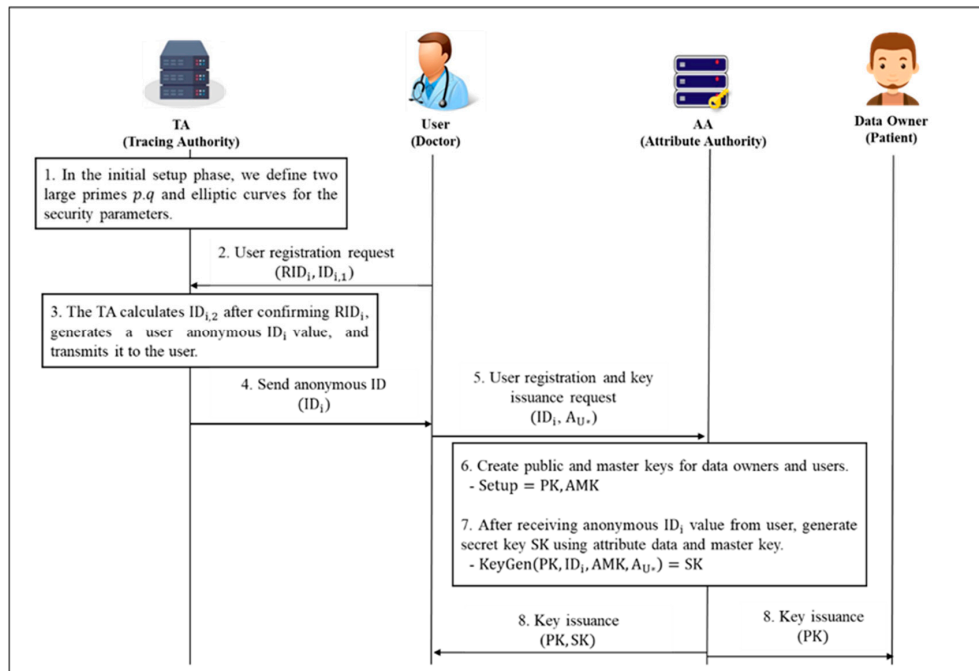 TA
(Tracing Authority)
User
(Doctor)
AA
(Attribute Authority)
Data Owner
(Patient)
1. In the initial setup phase, we define two
large primes p.q and elliptic curves for the
security parameters.
2. User registration request
(RIDᵢ, IDᵢ,₁)
3. The TA calculates IDᵢ,₂ after confirming RIDᵢ,
generates a user anonymous IDᵢ value, and
transmits it to the user.
4. Send anonymous ID
(IDᵢ)
5. User registration and key
issuance request
(IDᵢ, A_U*)
6. Create public and master keys for data owners and users.
- Setup = PK, AMK
7. After receiving anonymous IDᵢ value from user, generate
secret key SK using attribute data and master key.
- KeyGen(PK, IDᵢ, AMK, A_U*) = SK
8. Key issuance
(PK, SK)
8. Key issuance
(PK)